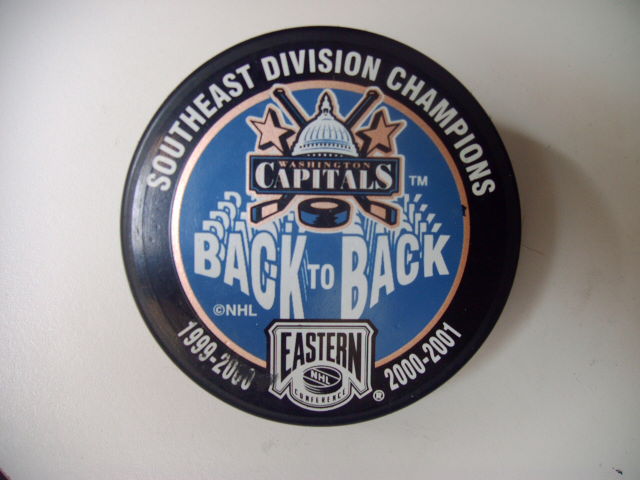 SOUTHEAST DIVISION CHAMPIONS
WASHINGTON
CAPITALS TM
BACK TO BACK
©NHL
1999-2000
EASTERN
NHL
CONFERENCE
®
2000-2001